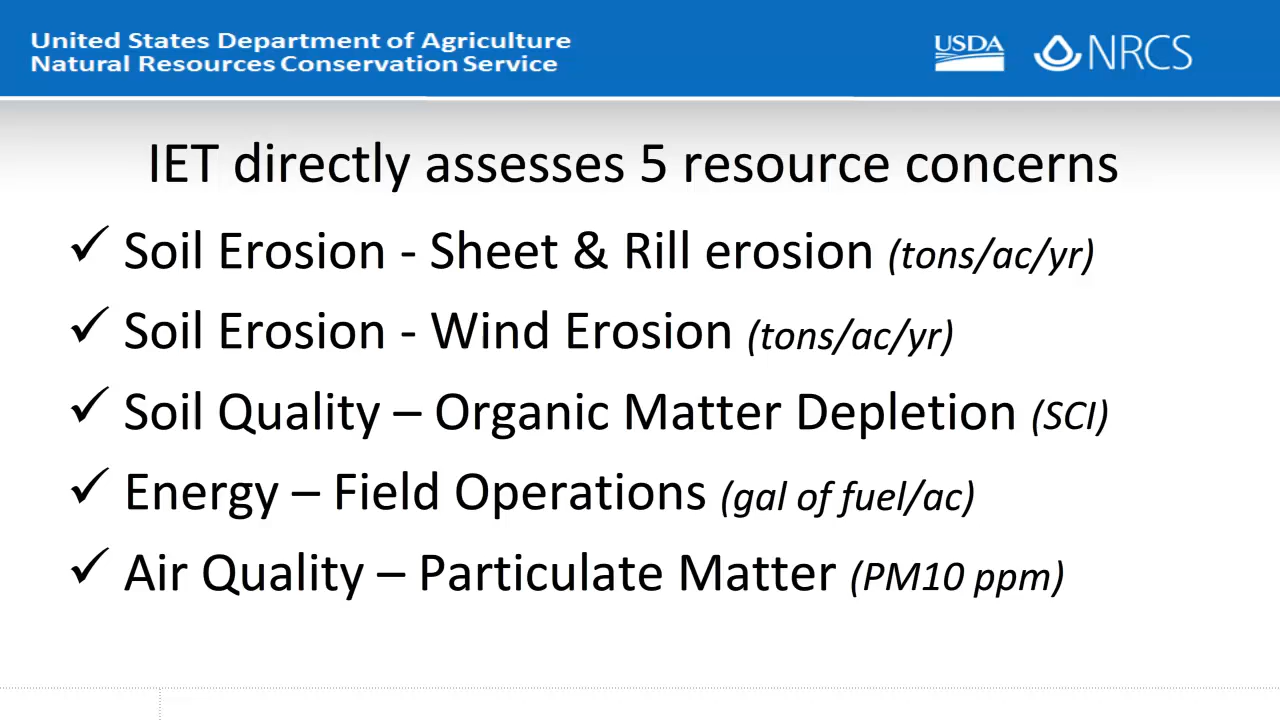 United States Department of Agriculture
Natural Resources Conservation Service
USDA
NRCS
IET directly assesses 5 resource concerns
✓ Soil Erosion - Sheet & Rill erosion (tons/ac/yr)
✓ Soil Erosion - Wind Erosion (tons/ac/yr)
✓ Soil Quality – Organic Matter Depletion (SCI)
✓ Energy – Field Operations (gal of fuel/ac)
✓ Air Quality – Particulate Matter (PM10 ppm)